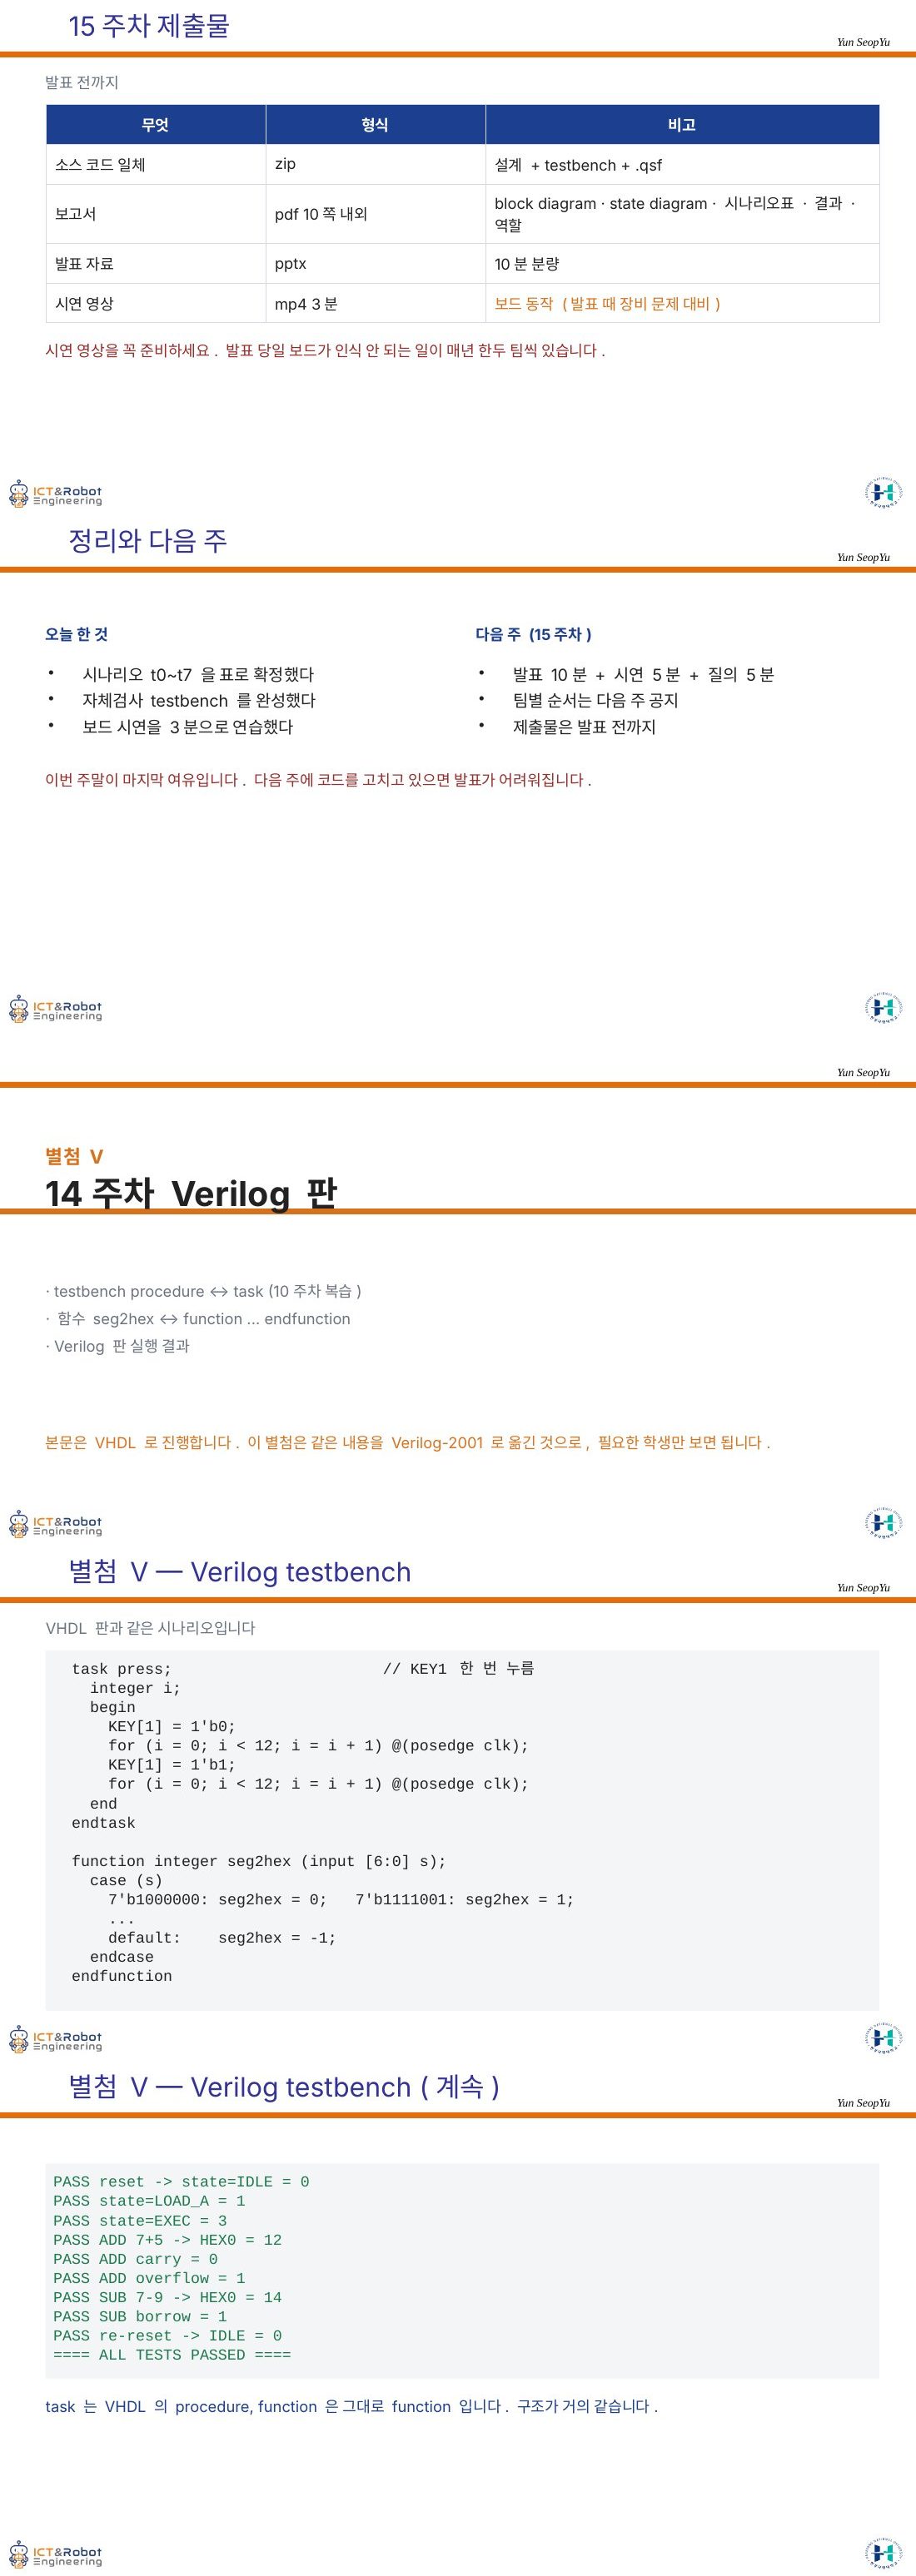 15 주차 제출물
Yun SeopYu
발표 전까지
무엇 형식 비고
소스 코드 일체 zip 설계 + testbench + .qsf
보고서 pdf 10 쪽 내외 block diagram · state diagram · 시나리오표 · 결과 ·
역할
발표 자료 pptx 10 분 분량
시연 영상 mp4 3 분 보드 동작 ( 발표 때 장비 문제 대비 )
시연 영상을 꼭 준비하세요 . 발표 당일 보드가 인식 안 되는 일이 매년 한두 팀씩 있습니다 .
ICT&Robot
Engineering
정리와 다음 주
Yun SeopYu
오늘 한 것
• 시나리오 t0~t7 을 표로 확정했다
• 자체검사 testbench 를 완성했다
• 보드 시연을 3 분으로 연습했다
다음 주 (15 주차 )
• 발표 10 분 + 시연 5 분 + 질의 5 분
• 팀별 순서는 다음 주 공지
• 제출물은 발표 전까지
이번 주말이 마지막 여유입니다 . 다음 주에 코드를 고치고 있으면 발표가 어려워집니다 .
ICT&Robot
Engineering
Yun SeopYu
별첨 V
14 주차 Verilog 판
· testbench procedure ↔ task (10 주차 복습 )
· 함수 seg2hex ↔ function ... endfunction
· Verilog 판 실행 결과
본문은 VHDL 로 진행합니다 . 이 별첨은 같은 내용을 Verilog-2001 로 옮긴 것으로 , 필요한 학생만 보면 됩니다 .
ICT&Robot
Engineering
별첨 V — Verilog testbench
Yun SeopYu
VHDL 판과 같은 시나리오입니다
task press; // KEY1 한 번 누름
integer i;
begin
KEY[1] = 1'b0;
for (i = 0; i < 12; i = i + 1) @(posedge clk);
KEY[1] = 1'b1;
for (i = 0; i < 12; i = i + 1) @(posedge clk);
end
endtask
function integer seg2hex (input [6:0] s);
case (s)
7'b1000000: seg2hex = 0; 7'b1111001: seg2hex = 1;
...
default: seg2hex = -1;
endcase
endfunction
ICT&Robot
Engineering
별첨 V — Verilog testbench ( 계속 )
Yun SeopYu
PASS reset -> state=IDLE = 0
PASS state=LOAD_A = 1
PASS state=EXEC = 3
PASS ADD 7+5 -> HEX0 = 12
PASS ADD carry = 0
PASS ADD overflow = 1
PASS SUB 7-9 -> HEX0 = 14
PASS SUB borrow = 1
PASS re-reset -> IDLE = 0
==== ALL TESTS PASSED ====
task 는 VHDL 의 procedure, function 은 그대로 function 입니다 . 구조가 거의 같습니다 .
ICT&Robot
Engineering